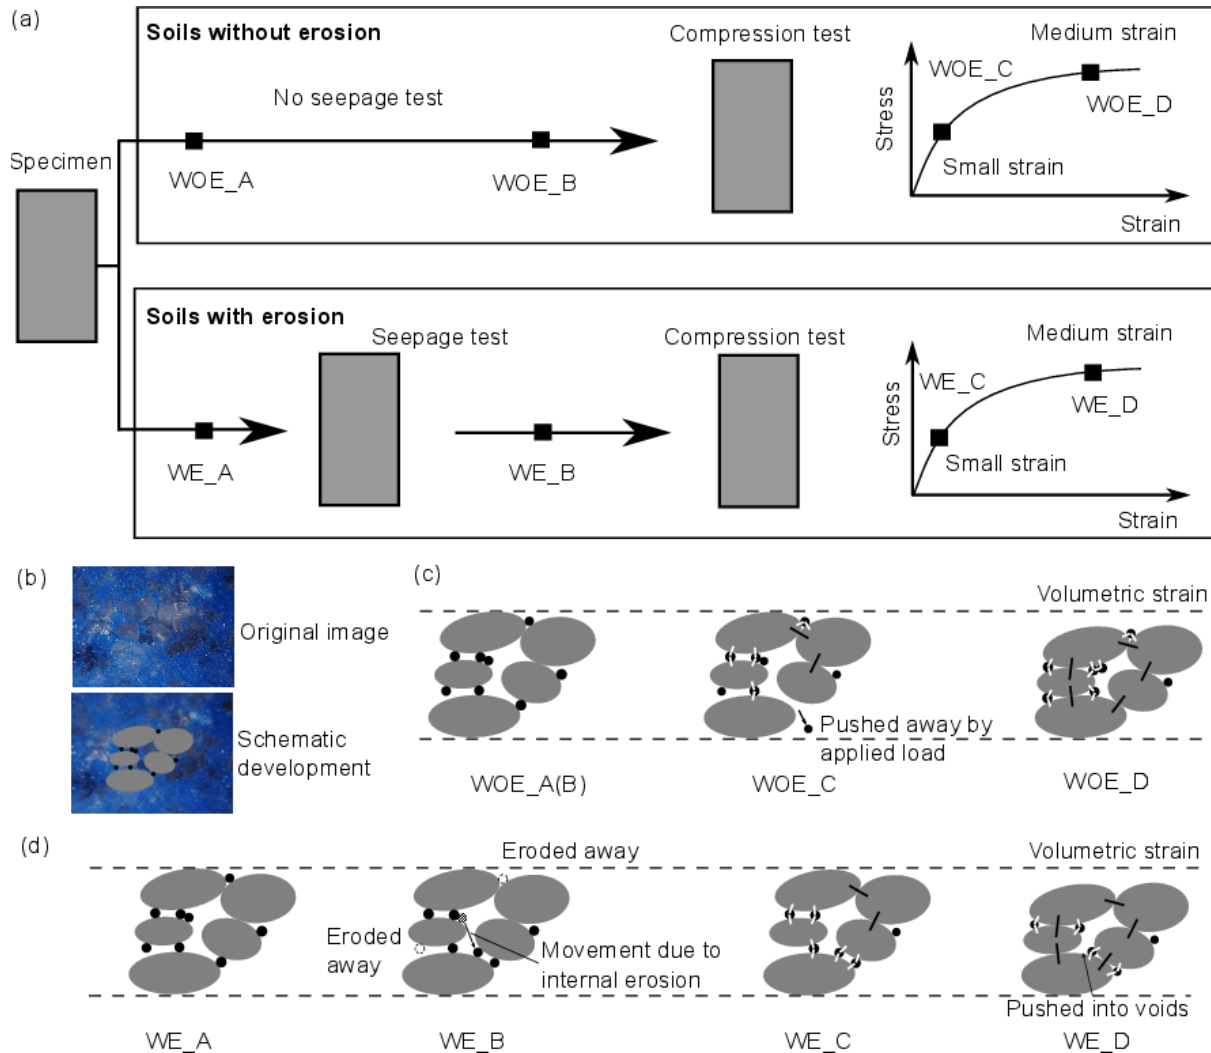 (a)
Soils without erosion
Compression test
Medium strain
WOE_C
No seepage test
WOE_D
Stress
Specimen
Small strain
WOE_A
WOE_B
Strain
Soils with erosion
Seepage test
Compression test
Medium strain
WE_C
WE_D
Stress
Small strain
WE_A
WE_B
Strain
(b)
Original image
Schematic
development
(c)
Volumetric strain
Pushed away by
applied load
WOE_A(B)
WOE_C
WOE_D
(d)
Eroded away
Volumetric strain
Eroded
away
Movement due to
internal erosion
Pushed into voids
WE_A
WE_B
WE_C
WE_D